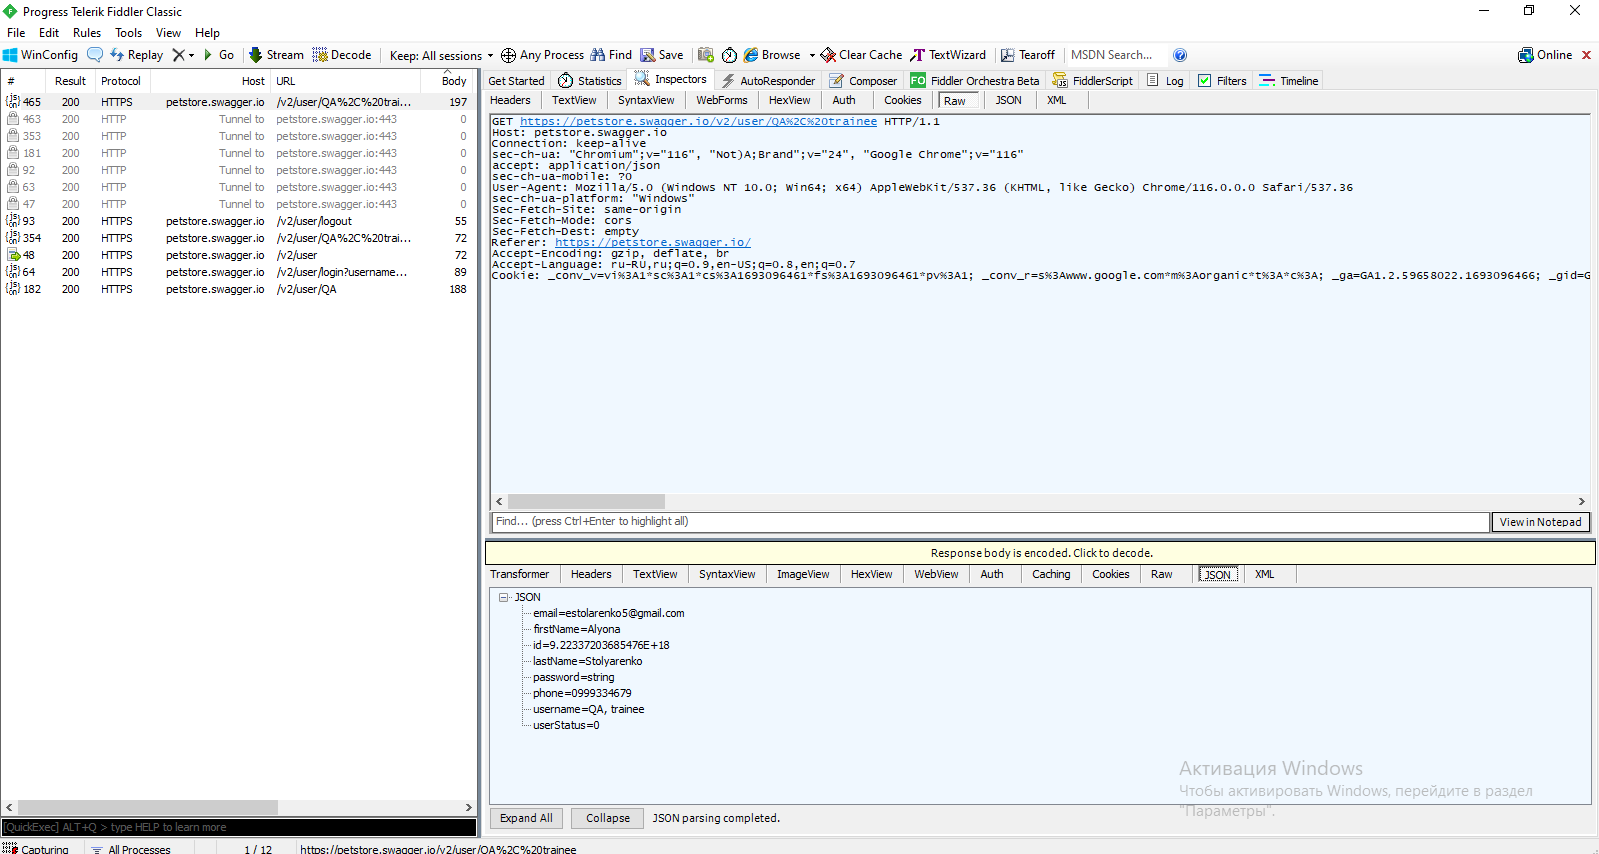 Progress Telerik Fiddler Classic
File Edit Rules Tools View Help
WinConfig Replay Go Stream Decode Keep: All sessions Any Process Find Save Browse Clear Cache TextWizard Tearoff MSDN Search... Online
# Result Protocol Host URL Body
465 200 HTTPS petstore.swagger.io /v2/user/QA%2C%20trai... 197
463 200 HTTP Tunnel to petstore.swagger.io:443 0
353 200 HTTP Tunnel to petstore.swagger.io:443 0
181 200 HTTP Tunnel to petstore.swagger.io:443 0
92 200 HTTP Tunnel to petstore.swagger.io:443 0
63 200 HTTP Tunnel to petstore.swagger.io:443 0
47 200 HTTP Tunnel to petstore.swagger.io:443 0
93 200 HTTPS petstore.swagger.io /v2/user/logout 55
354 200 HTTPS petstore.swagger.io /v2/user/QA%2C%20trai... 72
48 200 HTTPS petstore.swagger.io /v2/user 72
64 200 HTTPS petstore.swagger.io /v2/user/login?username... 89
182 200 HTTPS petstore.swagger.io /v2/user/QA 188
[QuickExec] ALT+Q > type HELP to learn more
Get Started Statistics Inspectors AutoResponder Composer FO Fiddler Orchestra Beta FiddlerScript Log Filters Timeline
Headers TextView SyntaxView WebForms HexView Auth Cookies Raw JSON XML
GET https://petstore.swagger.io/v2/user/QA%2C%20trainee HTTP/1.1
Host: petstore.swagger.io
Connection: keep-alive
sec-ch-ua: "Chromium";v="116", "Not)A;Brand";v="24", "Google Chrome";v="116"
accept: application/json
sec-ch-ua-mobile: ?0
User-Agent: Mozilla/5.0 (Windows NT 10.0; Win64; x64) AppleWebKit/537.36 (KHTML, like Gecko) Chrome/116.0.0.0 Safari/537.36
sec-ch-ua-platform: "Windows"
Sec-Fetch-Site: same-origin
Sec-Fetch-Mode: cors
Sec-Fetch-Dest: empty
Referer: https://petstore.swagger.io/
Accept-Encoding: gzip, deflate, br
Accept-Language: ru-RU,ru;q=0.9,en-US;q=0.8,en;q=0.7
Cookie: _conv_v=vi%3A1*sc%3A1*cs%3A1693096461*fs%3A1693096461*pv%3A1; _conv_r=s%3Awww.google.com*m%3Aorganic*t%3A*c%3A; _ga=GA1.2.59658022.1693096466; _gid=G
Find... (press Ctrl+Enter to highlight all) View in Notepad
Response body is encoded. Click to decode.
Transformer Headers TextView SyntaxView ImageView HexView WebView Auth Caching Cookies Raw JSON XML
JSON
email=estolarenko5@gmail.com
firstName=Alyona
id=9.22337203685476E+18
lastName=Stolyarenko
password=string
phone=0999334679
username=QA, trainee
userStatus=0
Активация Windows
Чтобы активировать Windows, перейдите в раздел
"Параметры".
Expand All Collapse JSON parsing completed.
Capturing All Processes 1 / 12 https://petstore.swagger.io/v2/user/QA%2C%20trainee